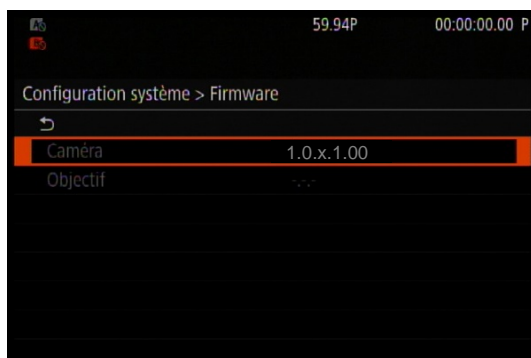 A
59.94P 00:00:00.00 P
B
Configuration système > Firmware
Caméra 1.0.x.1.00
Objectif -.-.-